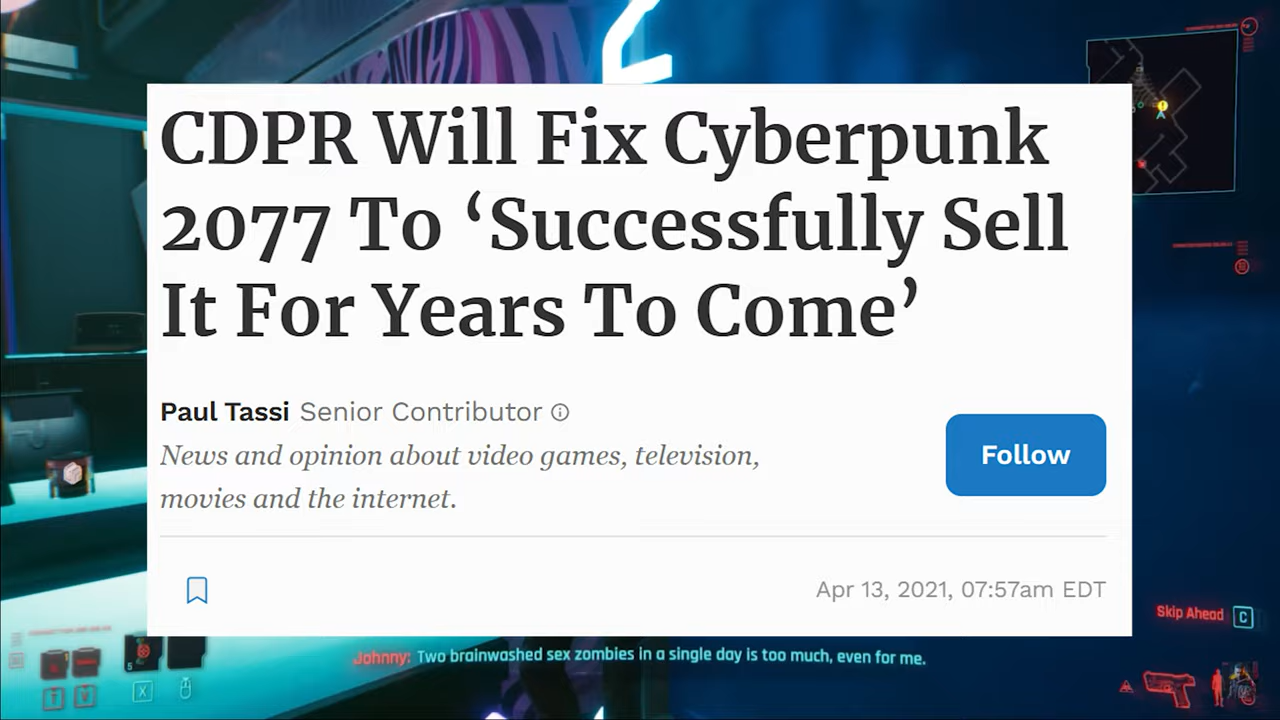 CDPR Will Fix Cyberpunk
2077 To ‘Successfully Sell
It For Years To Come’
Paul Tassi Senior Contributor
News and opinion about video games, television,
movies and the internet.
Follow
Apr 13, 2021, 07:57am EDT
Skip Ahead C
Johnny: Two brainwashed sex zombies in a single day is too much, even for me.
5
T V X